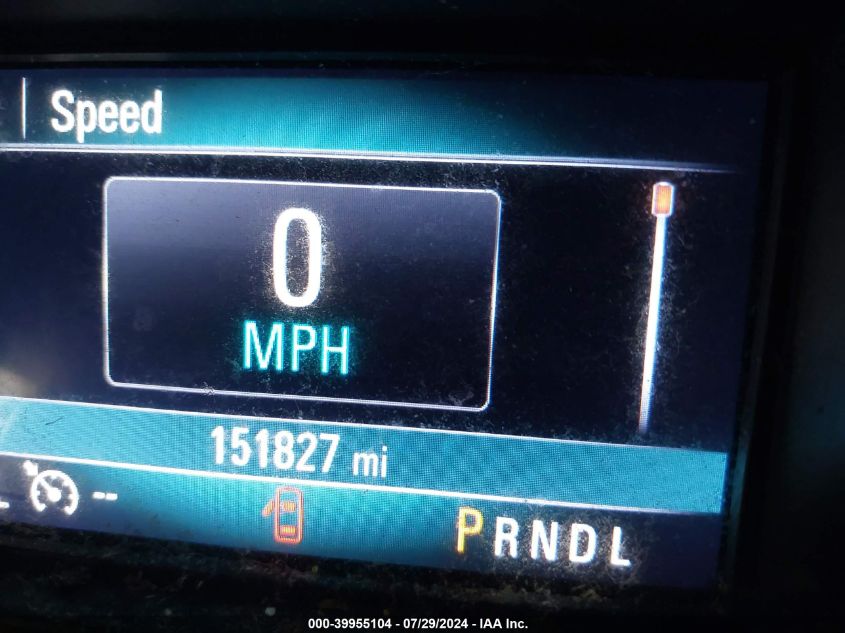 Speed
0
MPH
151827 mi
--
PRNDL
000-39955104 - 07/29/2024 - IAA Inc.